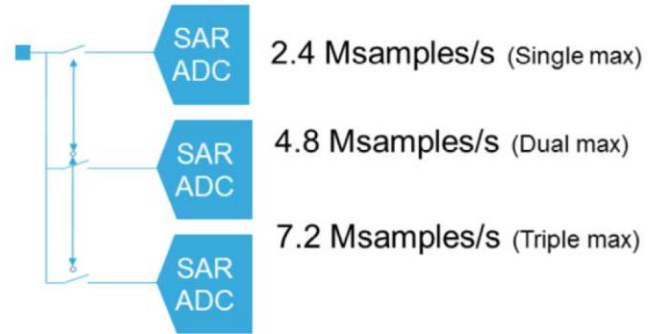 SAR
ADC
2.4 Msamples/s (Single max)
SAR
ADC
4.8 Msamples/s (Dual max)
SAR
ADC
7.2 Msamples/s (Triple max)